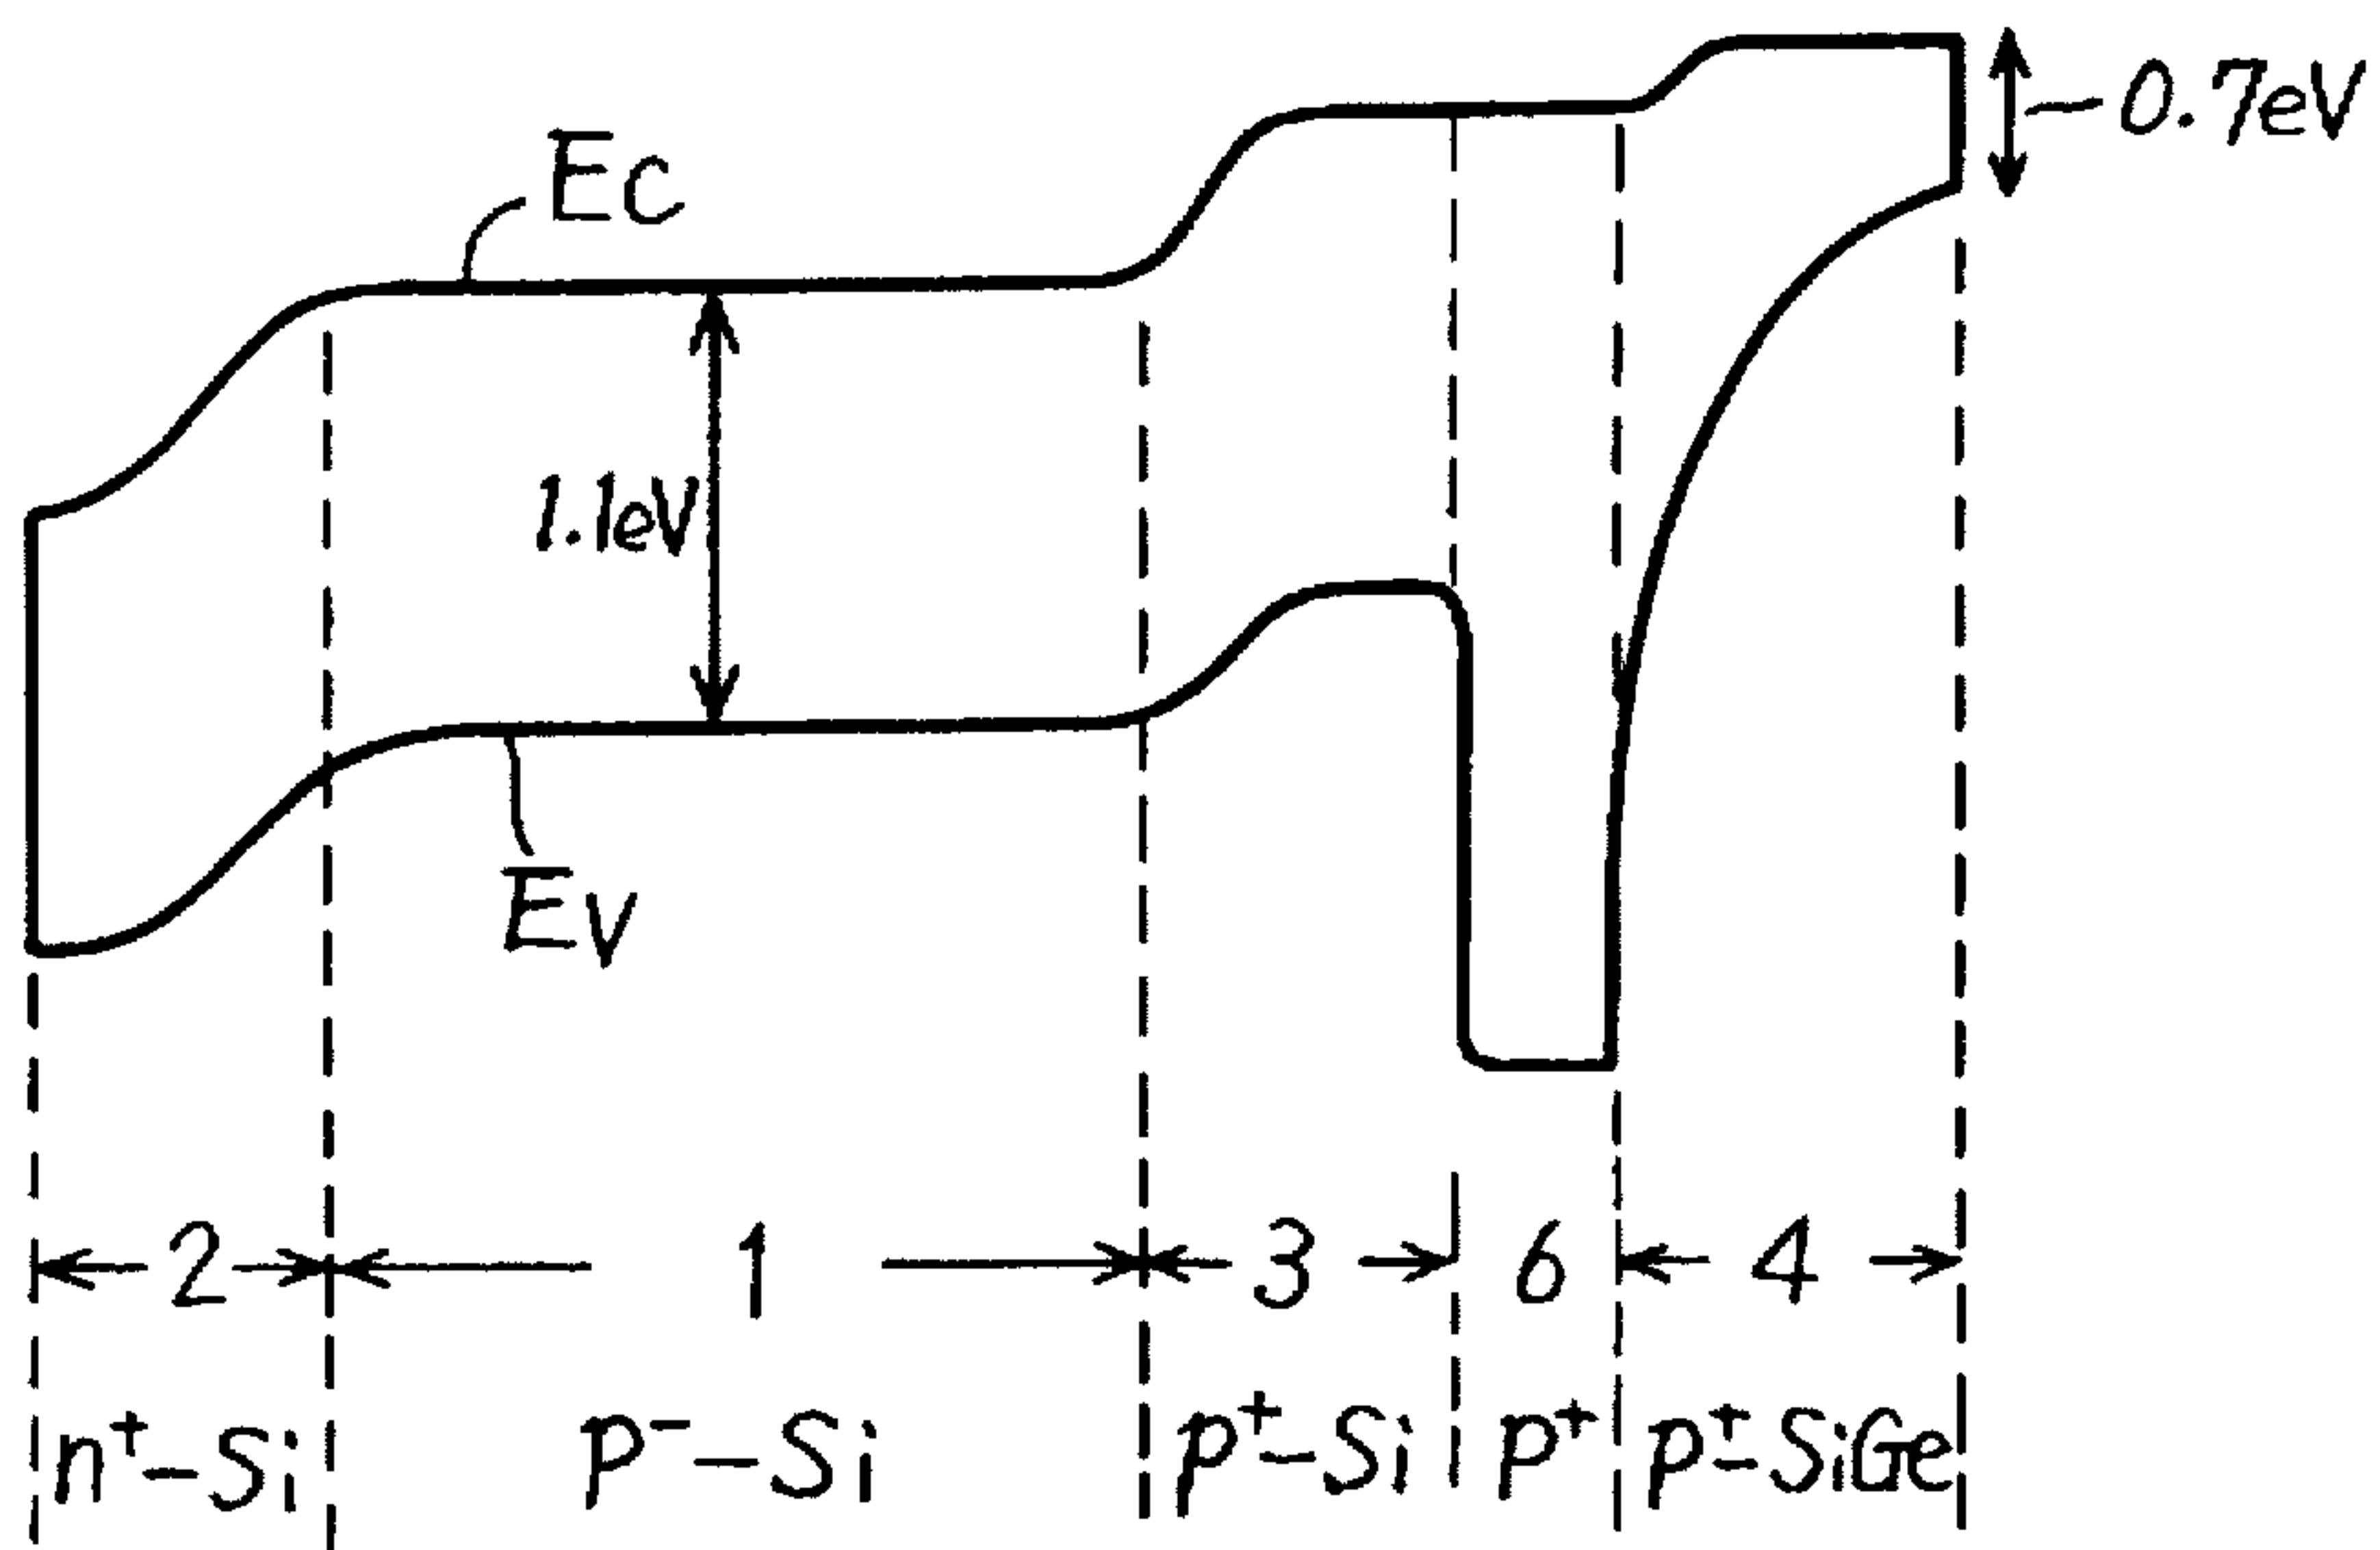 0.7eV
Ec
1.1eV
Ev
2 1 3 6 4
n⁺-Si p⁻-Si p⁺-Si p⁺ p⁺-SiGe